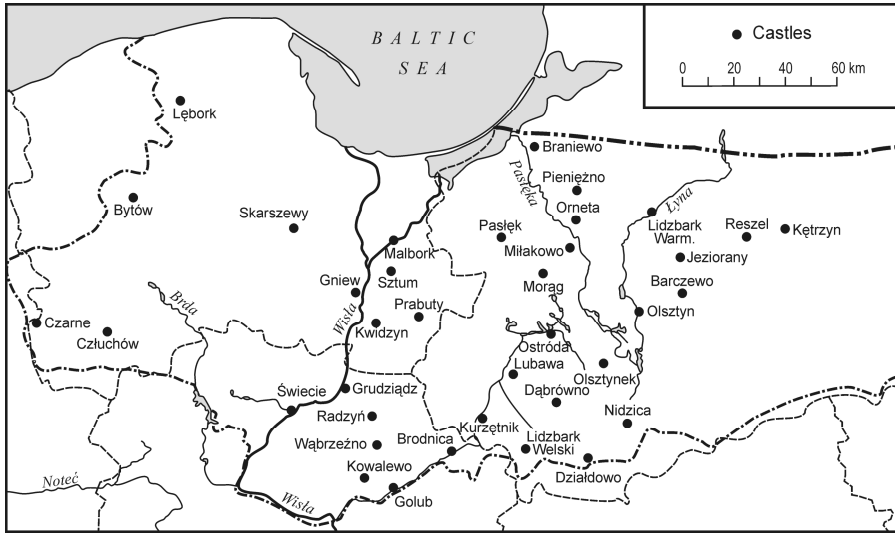 BALTIC
SEA
Castles
0 20 40 60 km
Lębork
Bytów
Skarszewy
Czarne
Człuchów
Brda
Noteć
Wisła
Wisła
Gniew
Malbork
Sztum
Prabuty
Kwidzyn
Świecie
Grudziądz
Radzyń
Wąbrzeźno
Kowalewo
Golub
Brodnica
Kurzętnik
Lidzbark
Welski
Działdowo
Nidzica
Dąbrówno
Lubawa
Ostróda
Olsztynek
Olsztyn
Morąg
Miłakowo
Pasłęk
Orneta
Pieniężno
Braniewo
Pasłęka
Łyna
Lidzbark
Warm.
Jeziorany
Barczewo
Reszel
Kętrzyn